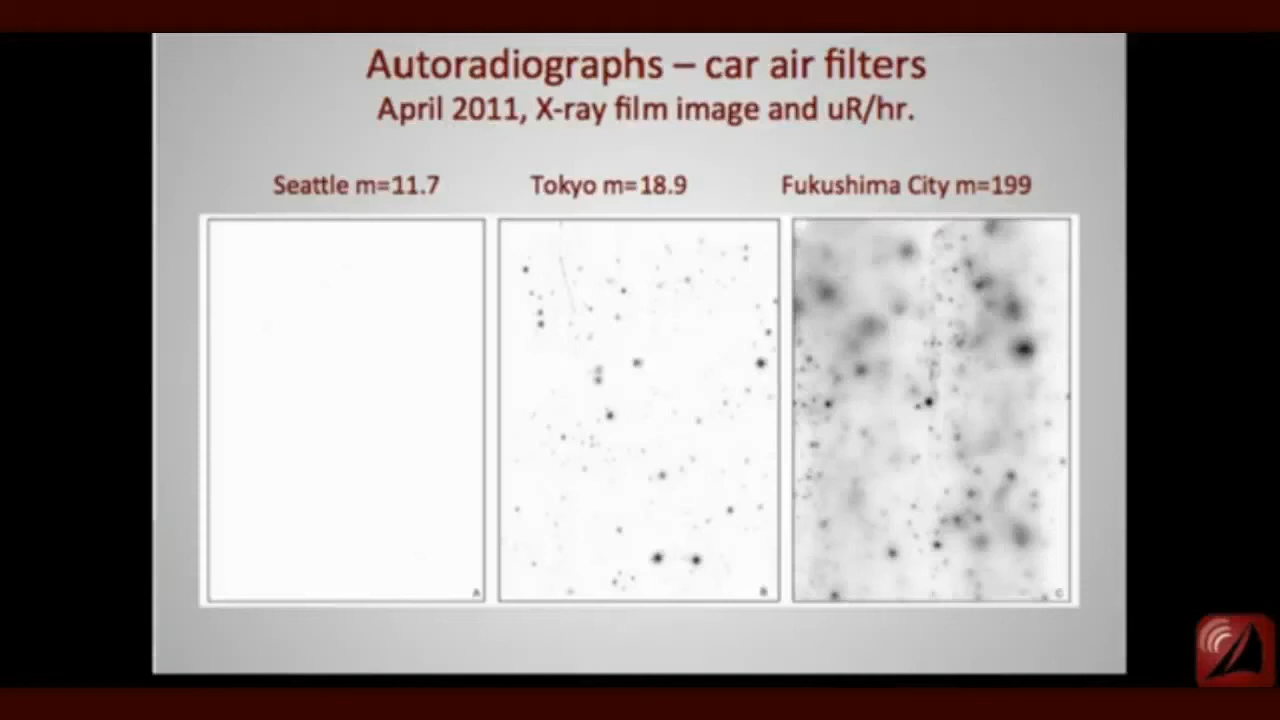 Autoradiographs – car air filters
April 2011, X-ray film image and uR/hr.
Seattle m=11.7
Tokyo m=18.9
Fukushima City m=199
A
B
C